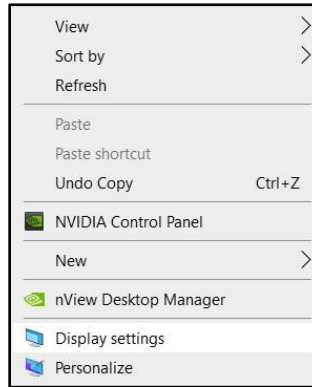 View
Sort by
Refresh
Paste
Paste shortcut
Undo Copy Ctrl+Z
NVIDIA Control Panel
New
nView Desktop Manager
Display settings
Personalize